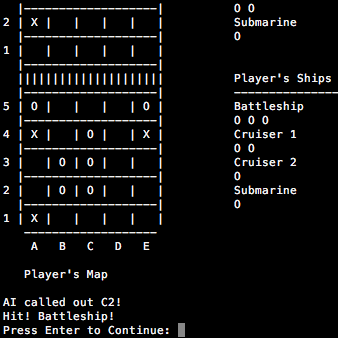 |-------------------| 0 0
2 | X |   |   |   |   | Submarine
|-------------------| 0
1 |   |   |   |   |   |
|-------------------|
||||||||||||||||||||| Player's Ships
|-------------------| ----------------
5 | O |   |   |   | O | Battleship
|-------------------| 0 0 0
4 | X |   | O |   | X | Cruiser 1
|-------------------| 0 0
3 |   | O | O |   |   | Cruiser 2
|-------------------| 0
2 |   | O | O |   |   | Submarine
|-------------------| 0
1 | X |   |   |   |   |
-------------------
A B C D E
Player's Map
AI called out C2!
Hit! Battleship!
Press Enter to Continue: